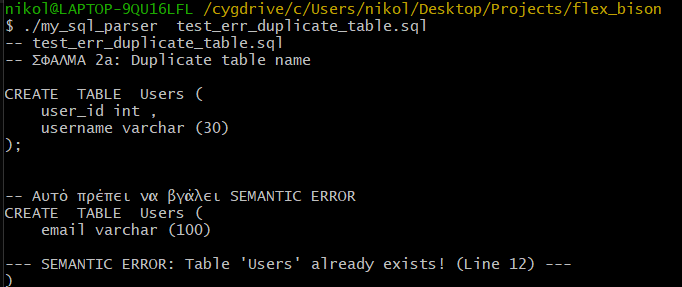 nikol@LAPTOP-9QU16LFL /cygdrive/c/Users/nikol/Desktop/Projects/flex_bison
$ ./my_sql_parser  test_err_duplicate_table.sql
-- test_err_duplicate_table.sql
-- ΣΦΑΛΜΑ 2a: Duplicate table name
CREATE  TABLE  Users (
    user_id int ,
    username varchar (30)
);
-- Αυτό πρέπει να βγάλει SEMANTIC ERROR
CREATE  TABLE  Users (
    email varchar (100)
--- SEMANTIC ERROR: Table 'Users' already exists! (Line 12) ---
)